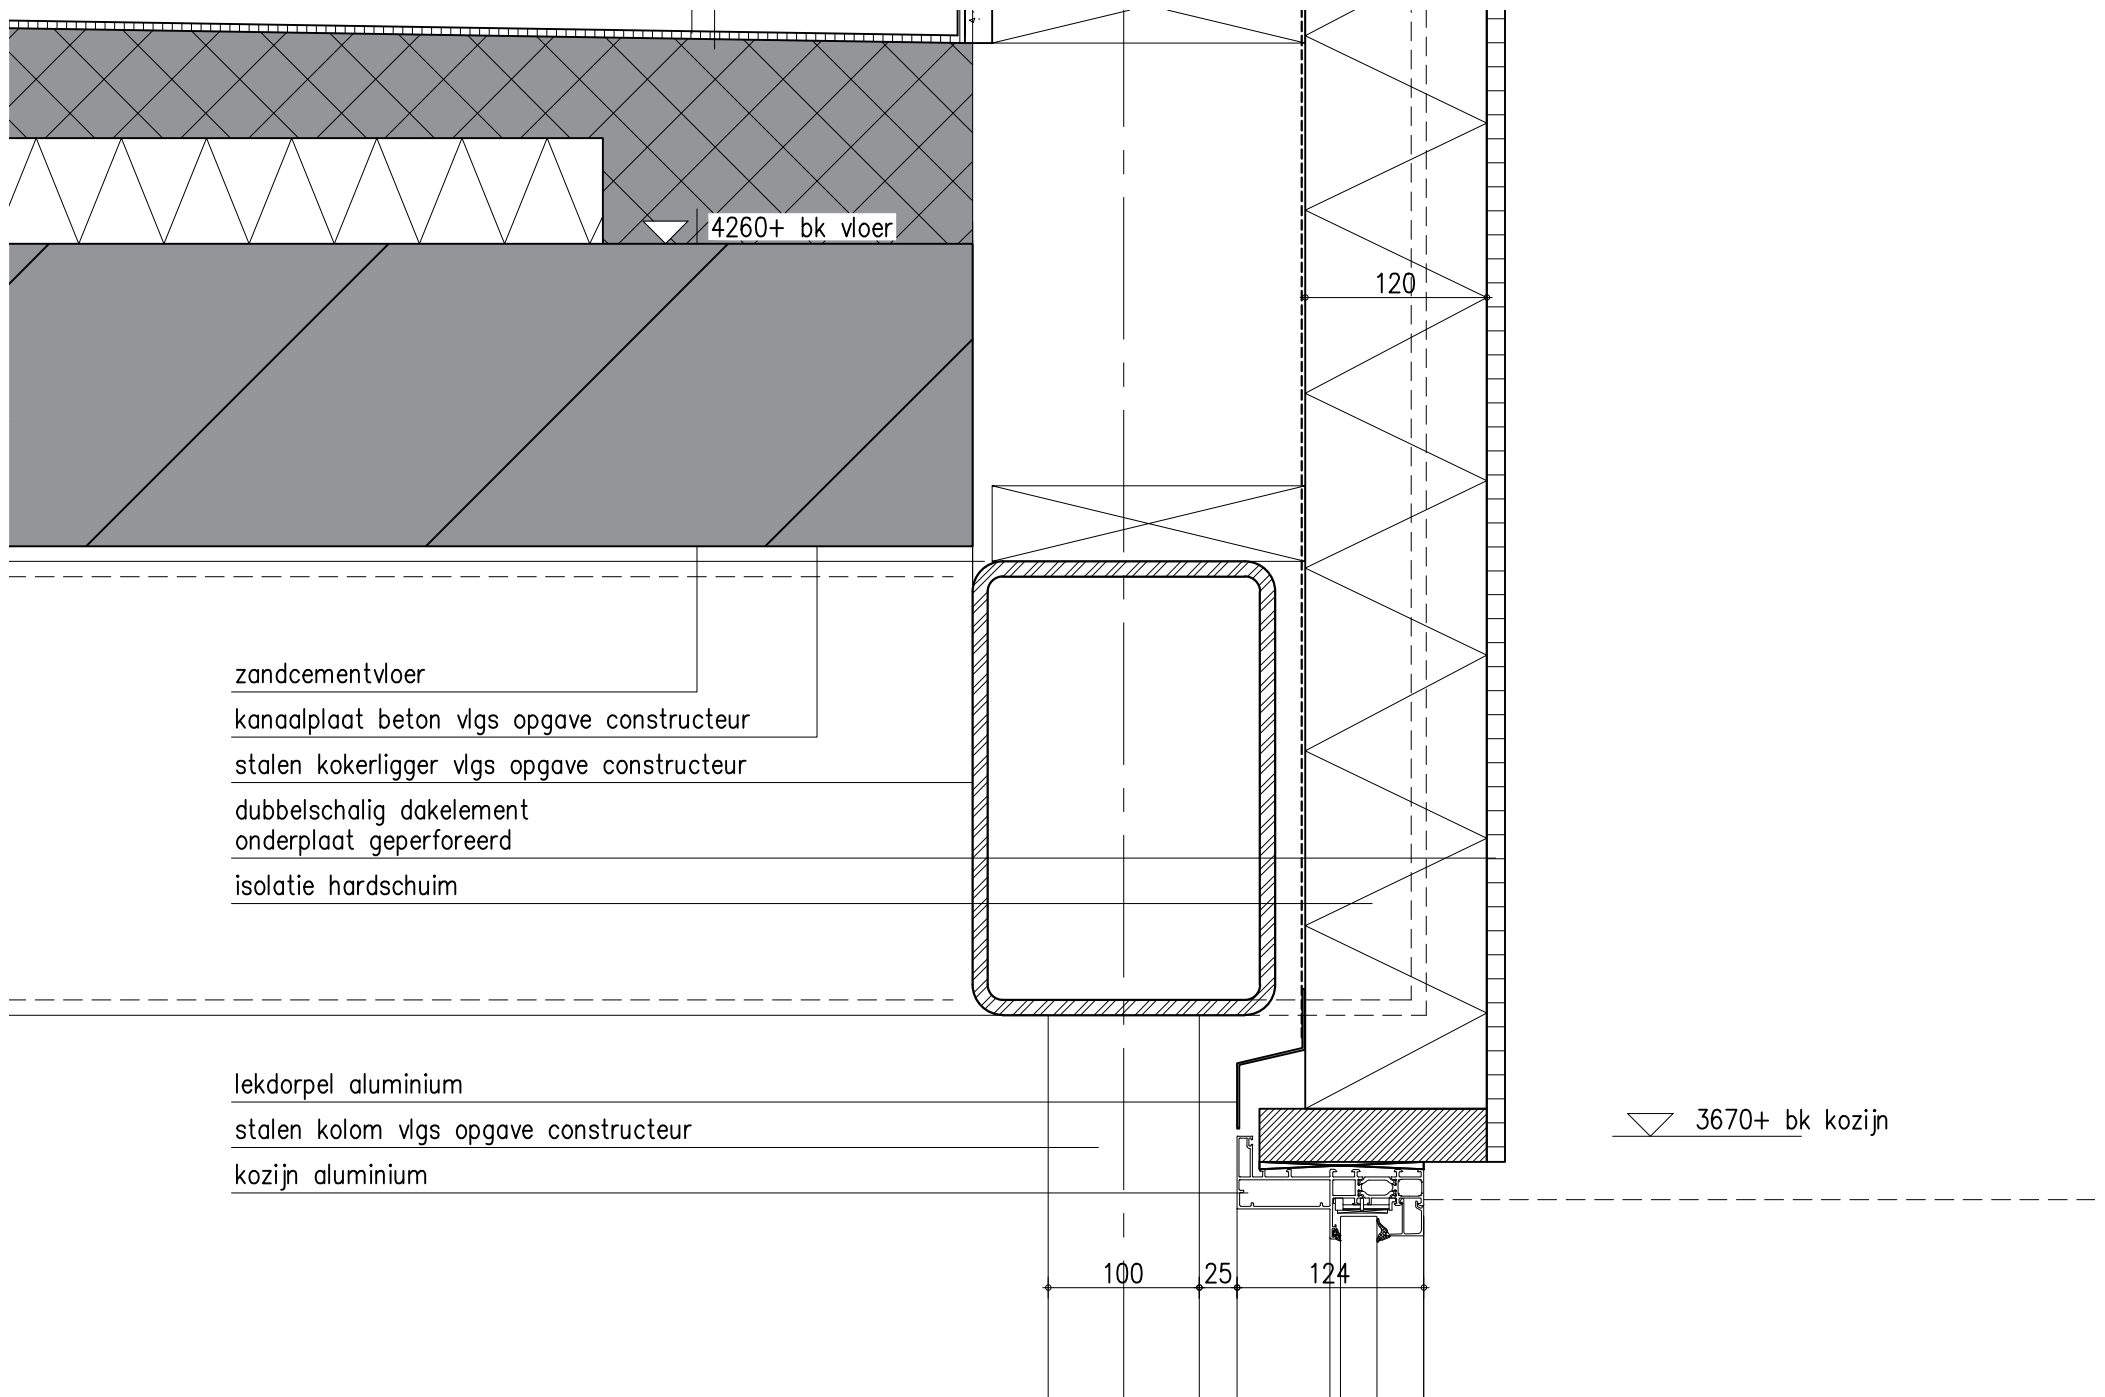 4260+ bk vloer
120
zandcementvloer
kanaalplaat beton vlgs opgave constructeur
stalen kokerligger vlgs opgave constructeur
dubbelschalig dakelement
onderplaat geperforeerd
isolatie hardschuim
lekdorpel aluminium
3670+ bk kozijn
stalen kolom vlgs opgave constructeur
kozijn aluminium
100
25
124